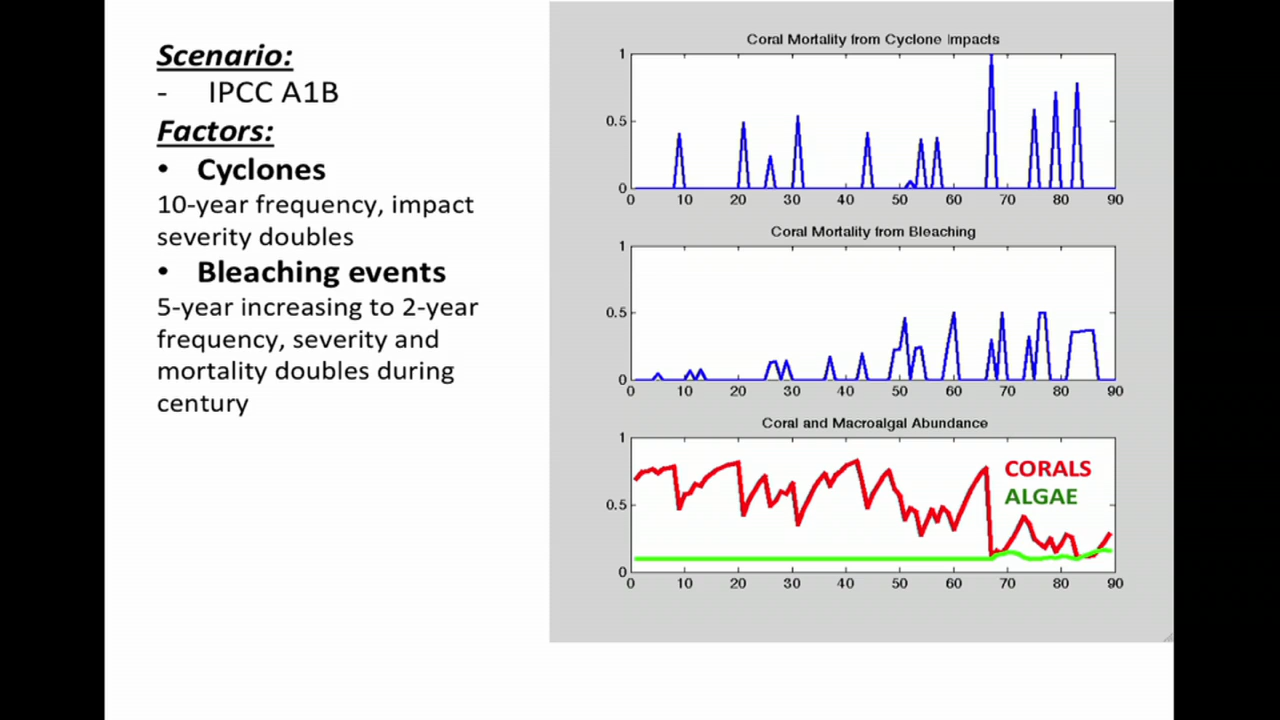 Scenario:
- IPCC A1B
Factors:
• Cyclones
10-year frequency, impact
severity doubles
• Bleaching events
5-year increasing to 2-year
frequency, severity and
mortality doubles during
century
Coral Mortality from Cyclone Impacts
1
0.5
0
0 10 20 30 40 50 60 70 80 90
Coral Mortality from Bleaching
1
0.5
0
0 10 20 30 40 50 60 70 80 90
Coral and Macroalgal Abundance
1
CORALS
ALGAE
0.5
0
0 10 20 30 40 50 60 70 80 90